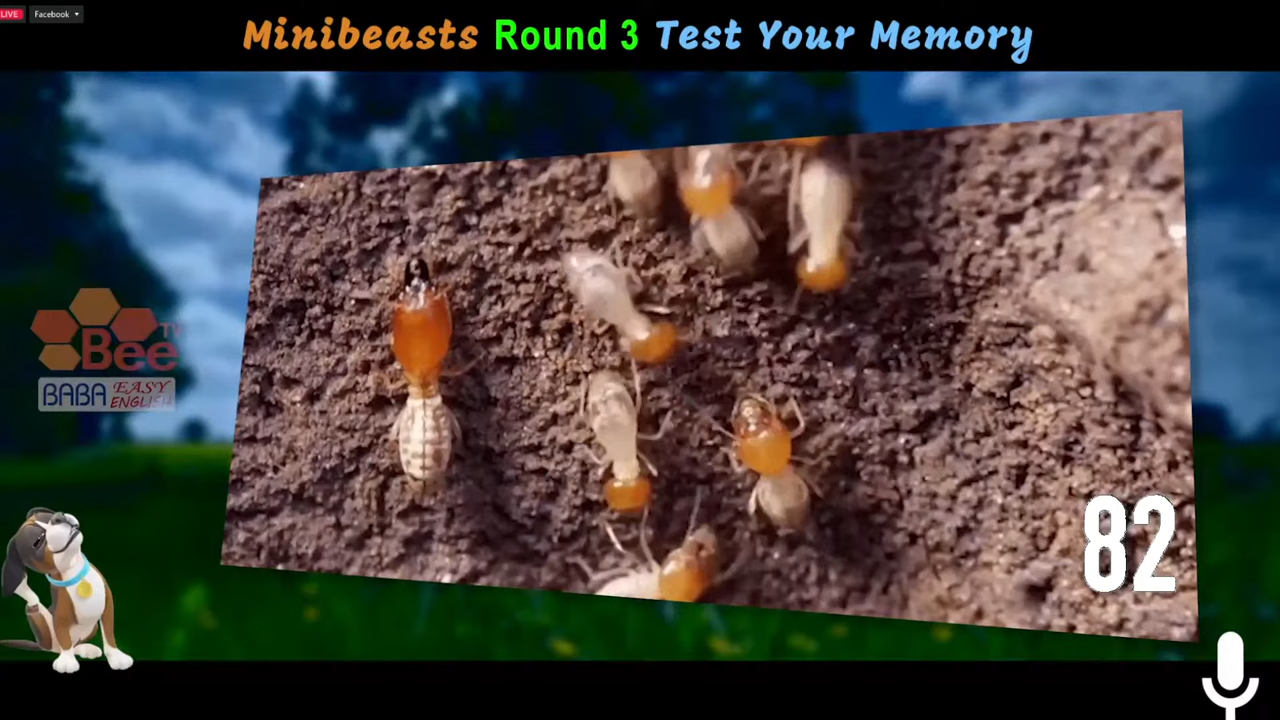 LIVE
Facebook
Minibeasts Round 3 Test Your Memory
Bee TV
BABA EASY ENGLISH
82